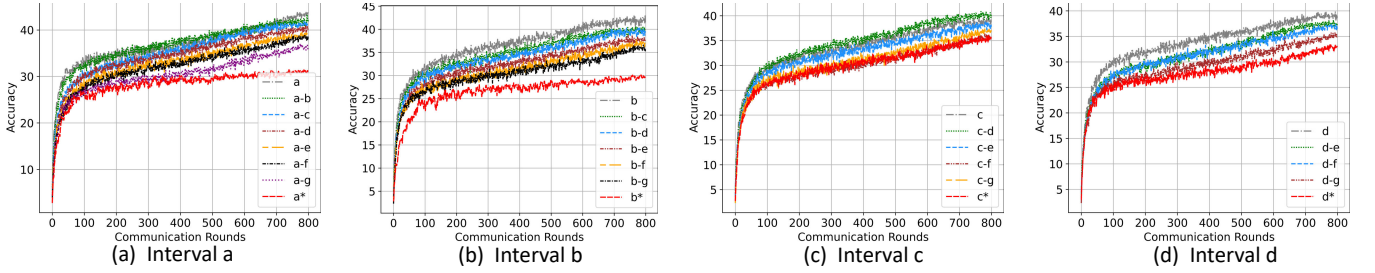 Accuracy
40
30
20
10
0 100 200 300 400 500 600 700 800
Communication Rounds
a
a-b
a-c
a-d
a-e
a-f
a-g
a*
(a) Interval a
Accuracy
45
40
35
30
25
20
15
10
5
0 100 200 300 400 500 600 700 800
Communication Rounds
b
b-c
b-d
b-e
b-f
b-g
b*
(b) Interval b
Accuracy
40
35
30
25
20
15
10
5
0 100 200 300 400 500 600 700 800
Communication Rounds
c
c-d
c-e
c-f
c-g
c*
(c) Interval c
Accuracy
40
35
30
25
20
15
10
5
0 100 200 300 400 500 600 700 800
Communication Rounds
d
d-e
d-f
d-g
d*
(d) Interval d